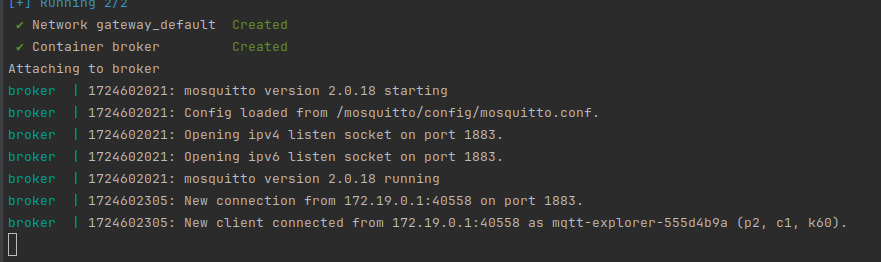 [+] Running 2/2
✔ Network gateway_default  Created
✔ Container broker         Created
Attaching to broker
broker  | 1724602021: mosquitto version 2.0.18 starting
broker  | 1724602021: Config loaded from /mosquitto/config/mosquitto.conf.
broker  | 1724602021: Opening ipv4 listen socket on port 1883.
broker  | 1724602021: Opening ipv6 listen socket on port 1883.
broker  | 1724602021: mosquitto version 2.0.18 running
broker  | 1724602305: New connection from 172.19.0.1:40558 on port 1883.
broker  | 1724602305: New client connected from 172.19.0.1:40558 as mqtt-explorer-555d4b9a (p2, c1, k60).